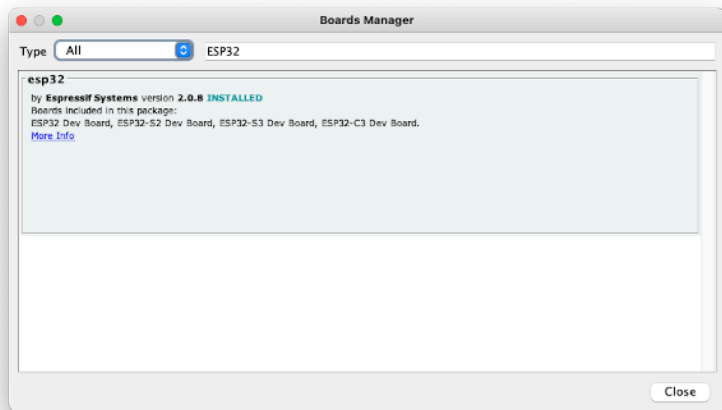 Boards Manager
Type All ESP32
esp32
by Espressif Systems version 2.0.8 INSTALLED
Boards included in this package:
ESP32 Dev Board, ESP32-S2 Dev Board, ESP32-S3 Dev Board, ESP32-C3 Dev Board.
More Info
Close